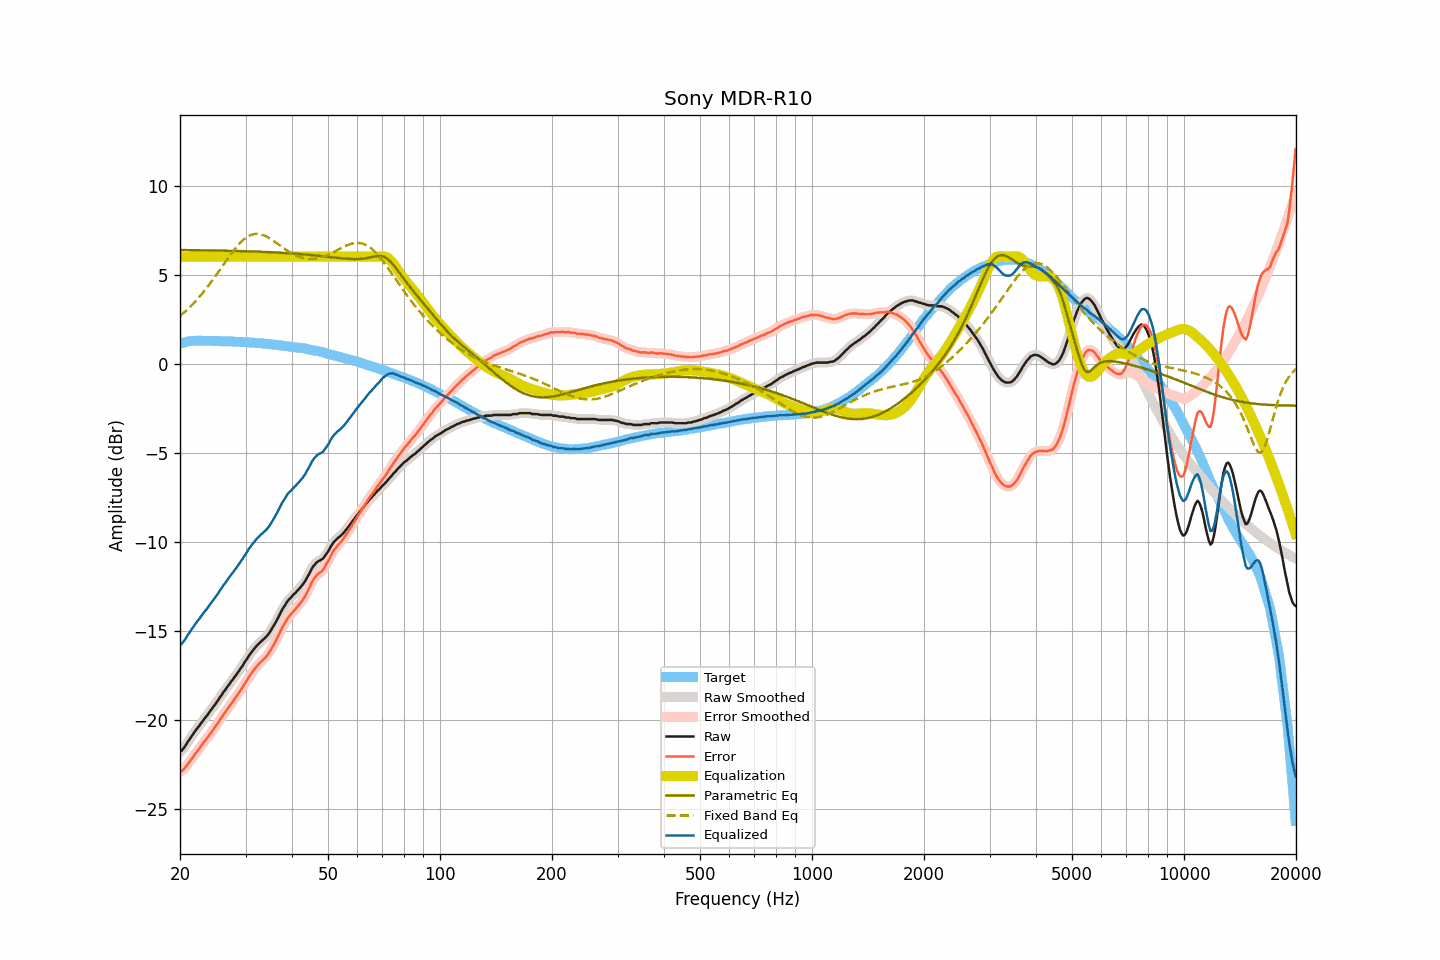 Sony MDR-R10
Amplitude (dBr)
10
5
0
−5
−10
−15
−20
−25
Target
Raw Smoothed
Error Smoothed
Raw
Error
Equalization
Parametric Eq
Fixed Band Eq
Equalized
20 50 100 200 500 1000 2000 5000 10000 20000
Frequency (Hz)